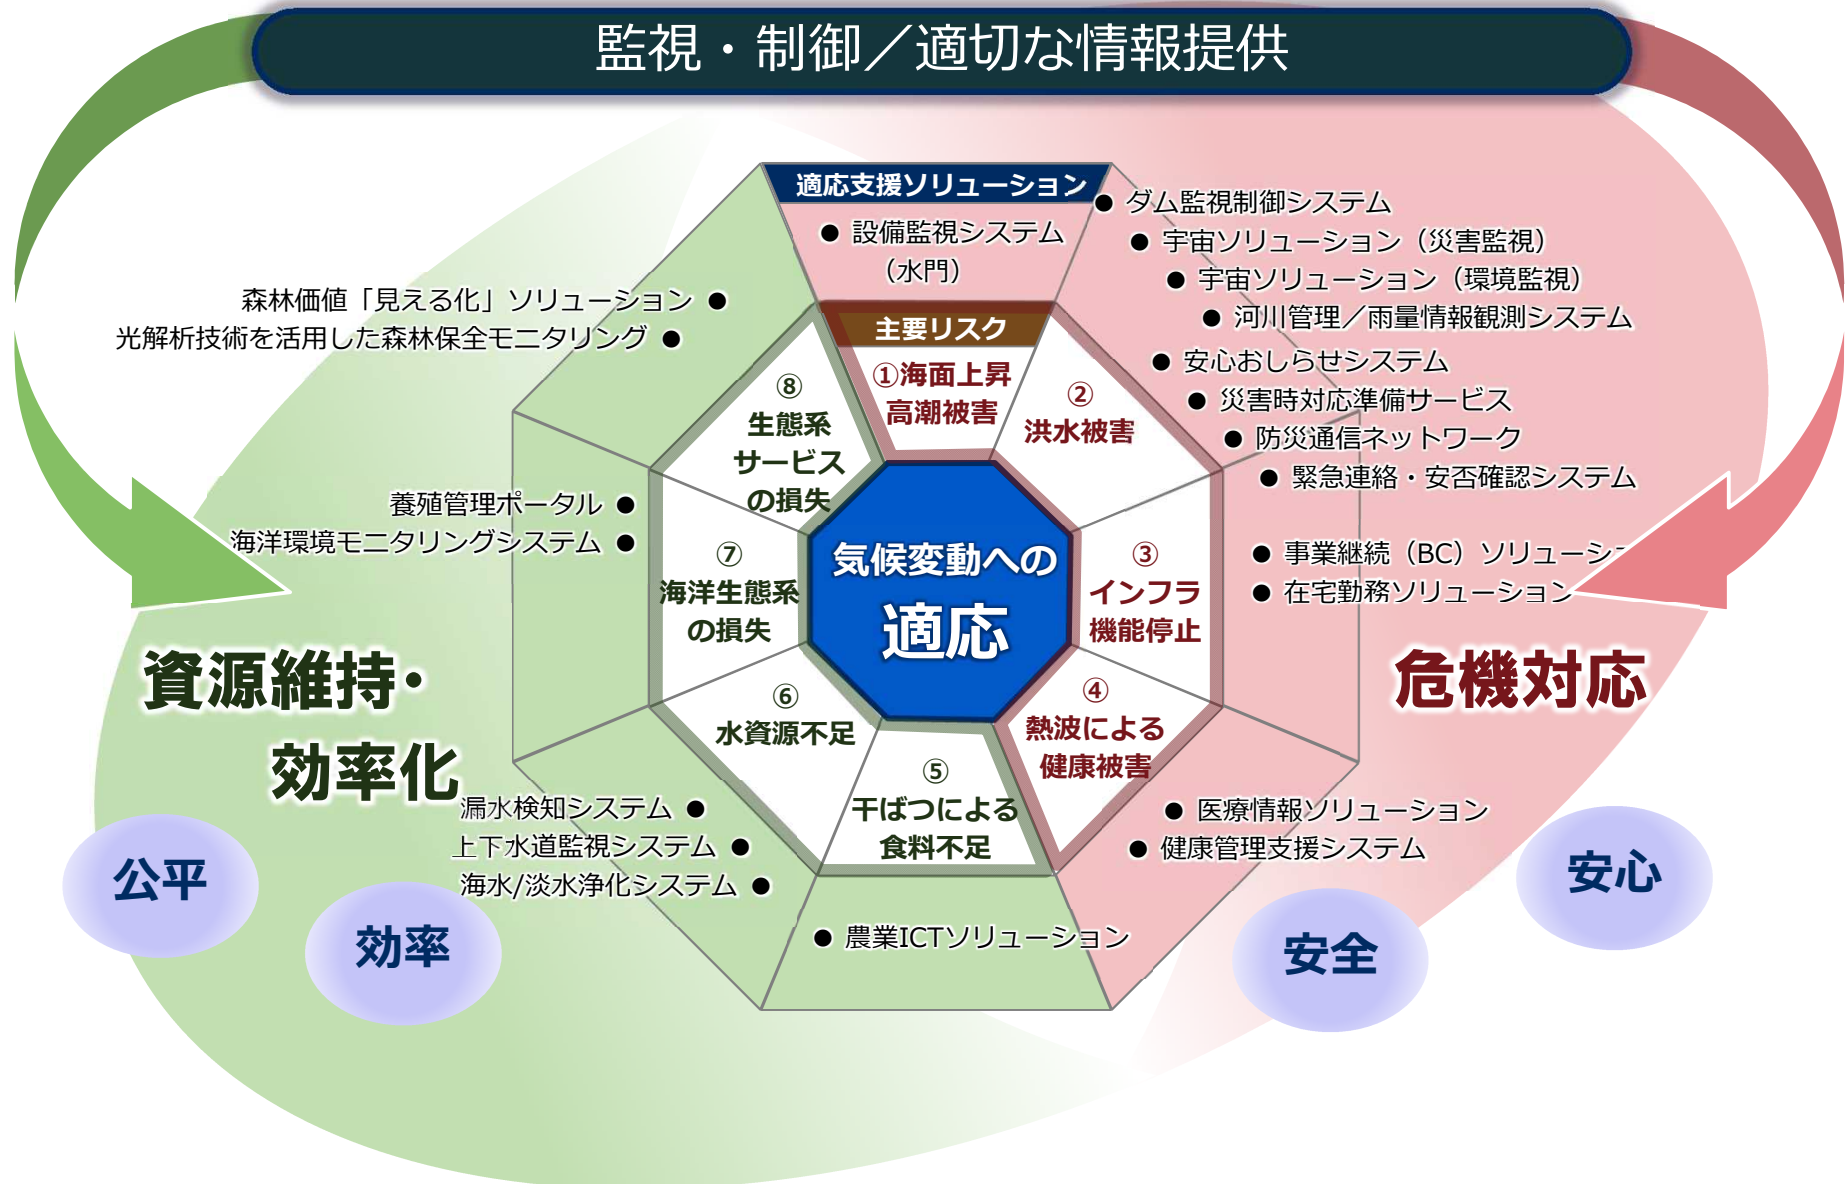 監視・制御／適切な情報提供
適応支援ソリューション
● 設備監視システム
（水門）
主要リスク
①海面上昇
高潮被害
● ダム監視制御システム
● 宇宙ソリューション（災害監視）
● 宇宙ソリューション（環境監視）
● 河川管理／雨量情報観測システム
● 安心おしらせシステム
● 災害時対応準備サービス
● 防災通信ネットワーク
● 緊急連絡・安否確認システム
②
洪水被害
● 事業継続（BC）ソリューショ
● 在宅勤務ソリューション
③
インフラ
機能停止
危機対応
④
熱波による
健康被害
● 医療情報ソリューション
● 健康管理支援システム
安心
安全
⑤
干ばつによる
食料不足
● 農業ICTソリューション
⑥
水資源不足
漏水検知システム ●
上下水道監視システム ●
海水/淡水浄化システム ●
⑦
海洋生態系
の損失
養殖管理ポータル ●
海洋環境モニタリングシステム ●
⑧
生態系
サービス
の損失
森林価値「見える化」ソリューション ●
光解析技術を活用した森林保全モニタリング ●
気候変動への
適応
資源維持・
効率化
公平
効率